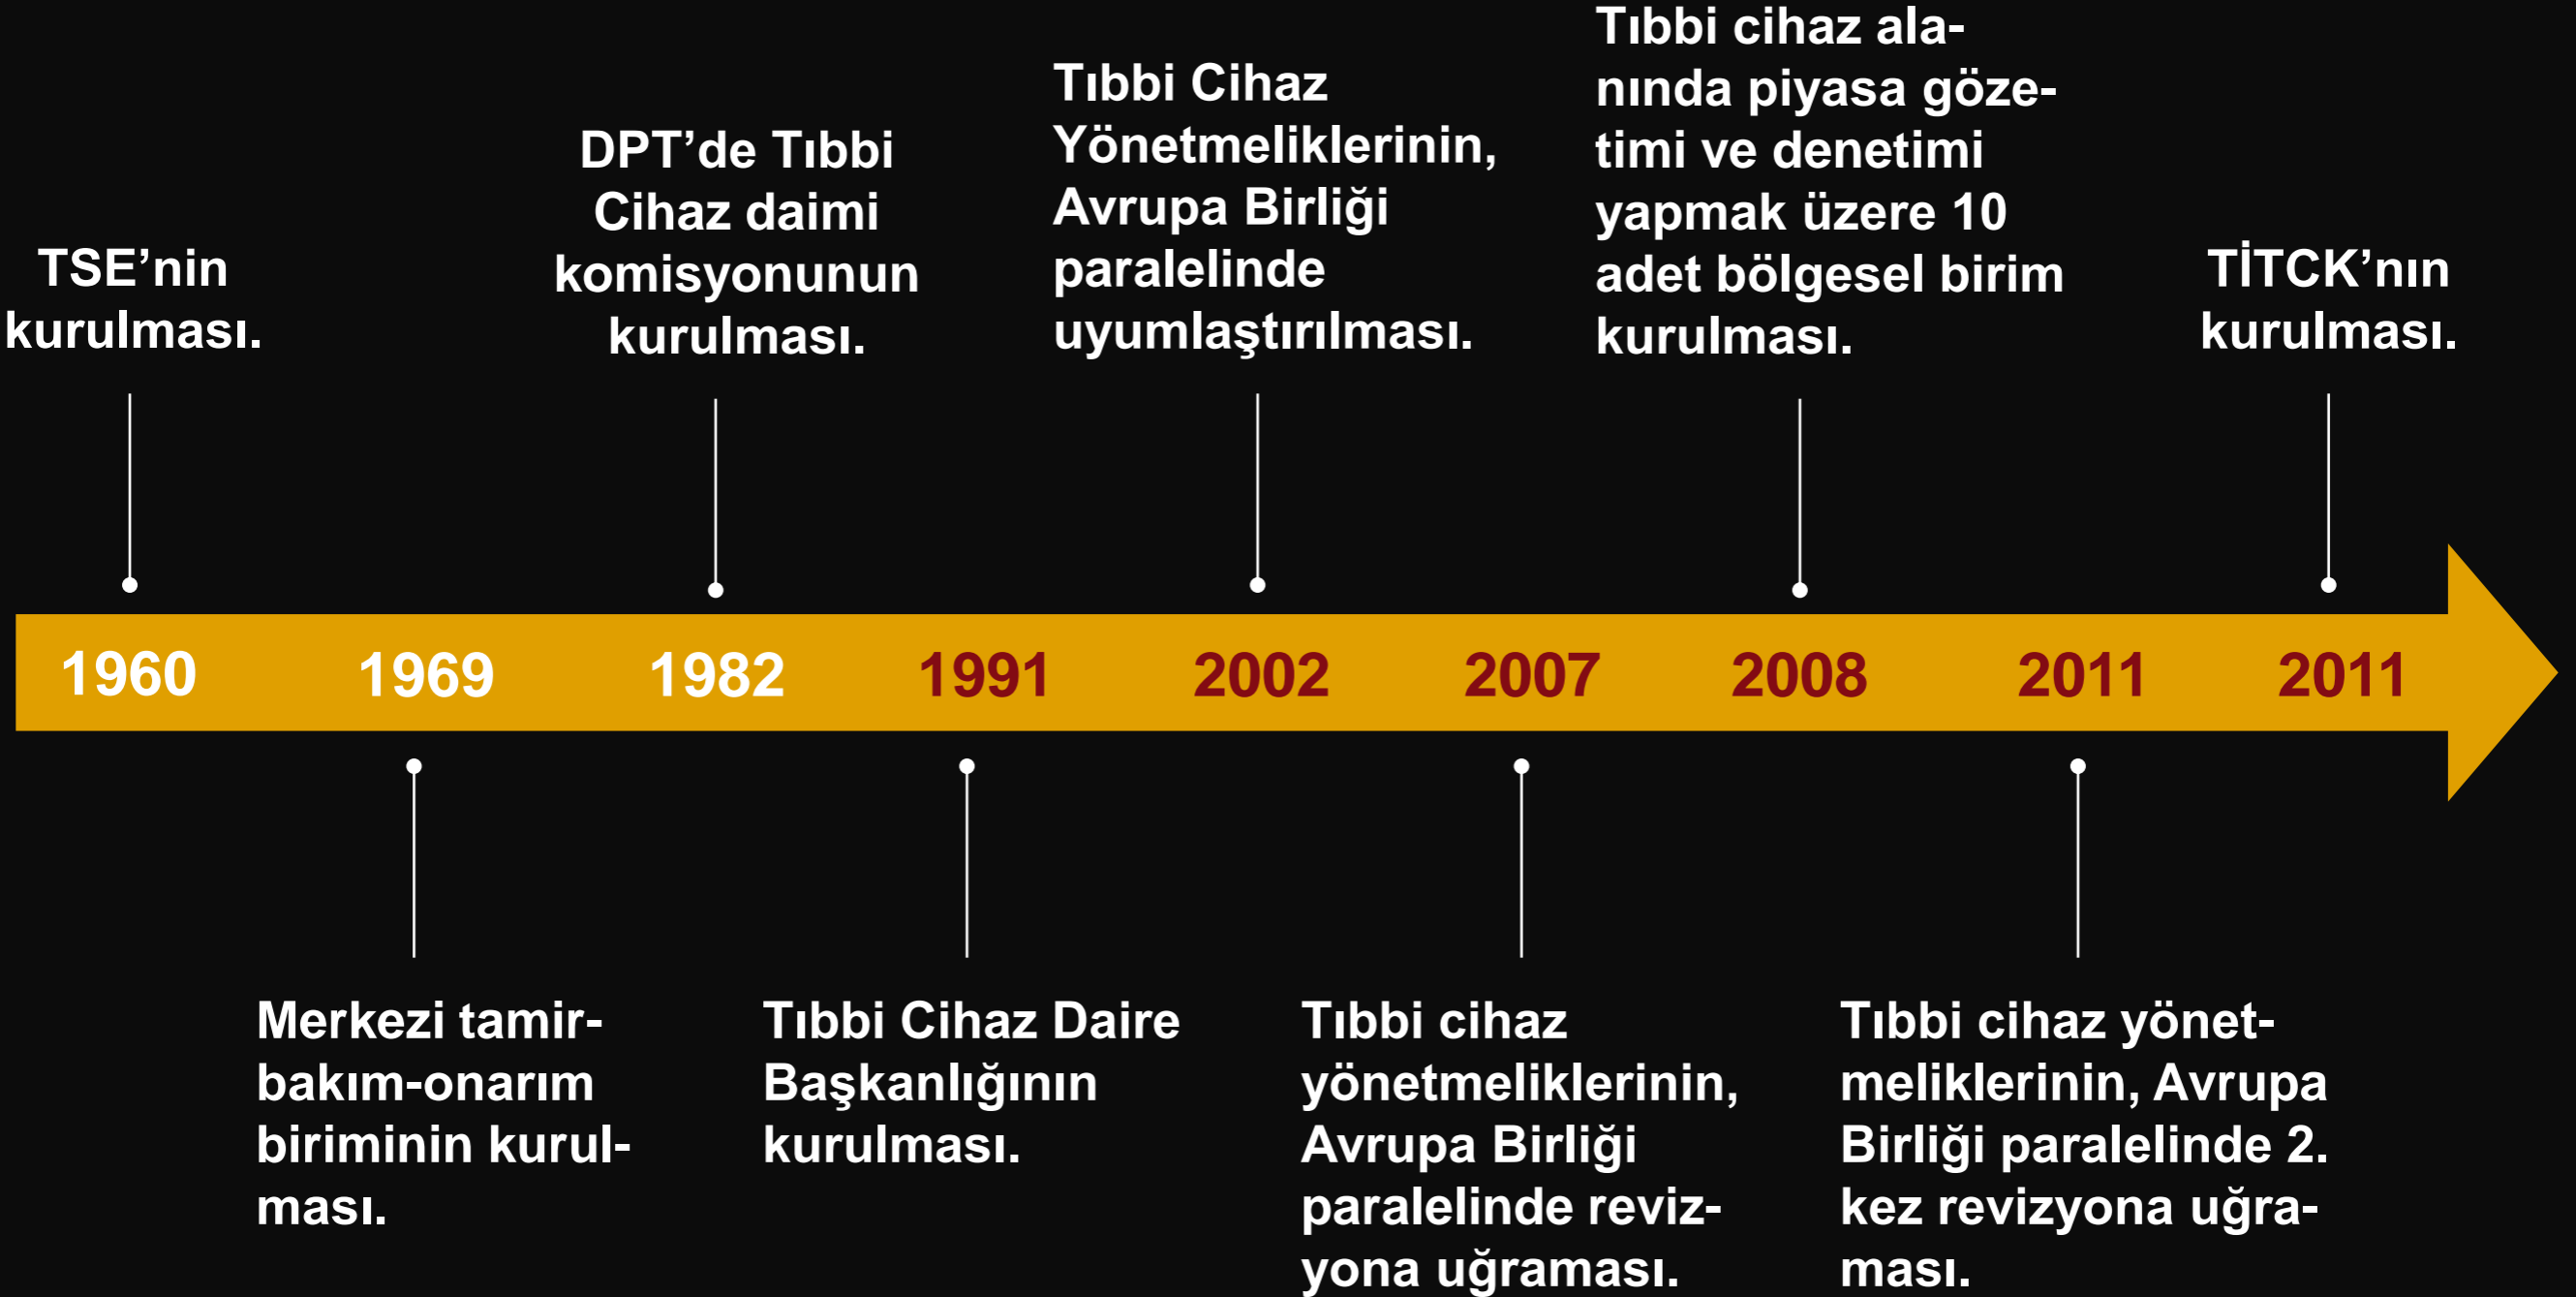 TSE’nin
kurulması.
DPT’de Tıbbi
Cihaz daimi
komisyonunun
kurulması.
Tıbbi Cihaz
Yönetmeliklerinin,
Avrupa Birliği
paralelinde
uyumlaştırılması.
Tıbbi cihaz ala-
nında piyasa göze-
timi ve denetimi
yapmak üzere 10
adet bölgesel birim
kurulması.
TİTCK’nın
kurulması.
1960 1969 1982 1991 2002 2007 2008 2011 2011
Merkezi tamir-
bakım-onarım
biriminin kurul-
ması.
Tıbbi Cihaz Daire
Başkanlığının
kurulması.
Tıbbi cihaz
yönetmeliklerinin,
Avrupa Birliği
paralelinde reviz-
yona uğraması.
Tıbbi cihaz yönet-
meliklerinin, Avrupa
Birliği paralelinde 2.
kez revizyona uğra-
ması.